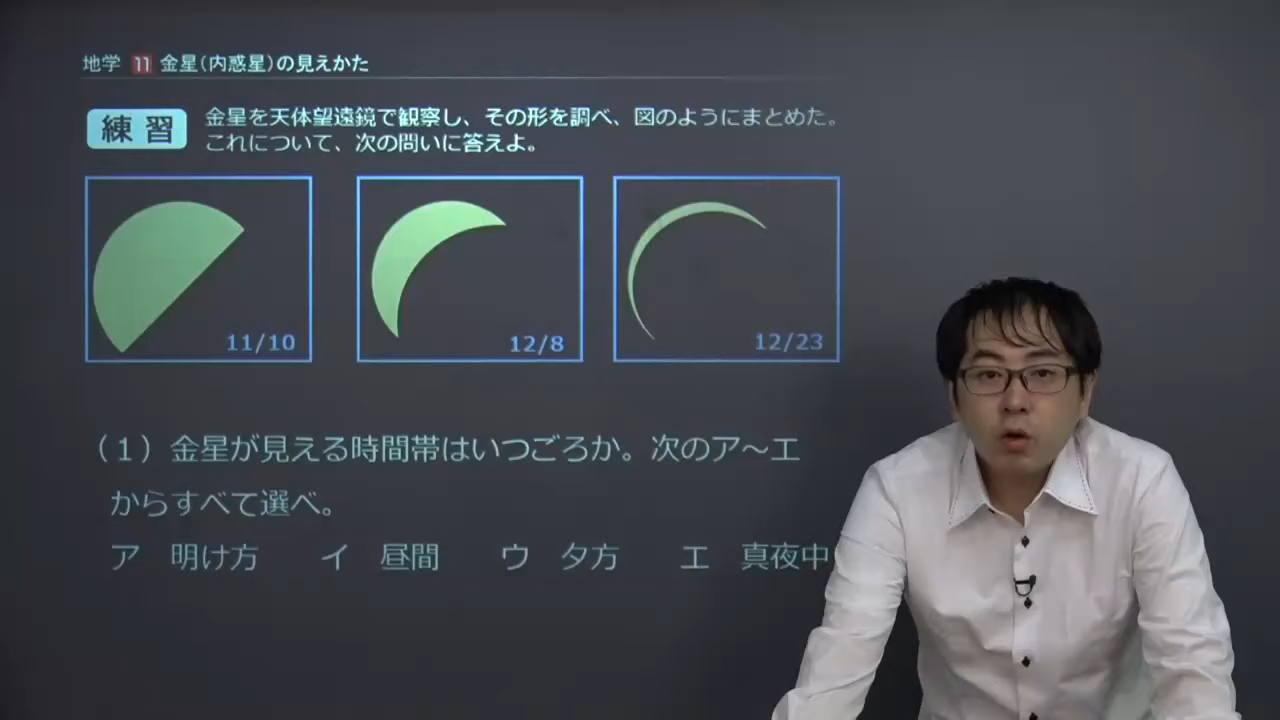 地学 11 金星(内惑星)の見えかた
練習
金星を天体望遠鏡で観察し、その形を調べ、図のようにまとめた。
これについて、次の問いに答えよ。
11/10
12/8
12/23
(1)金星が見える時間帯はいつごろか。次のア〜エ
からすべて選べ。
ア 明け方 イ 昼間 ウ 夕方 エ 真夜中